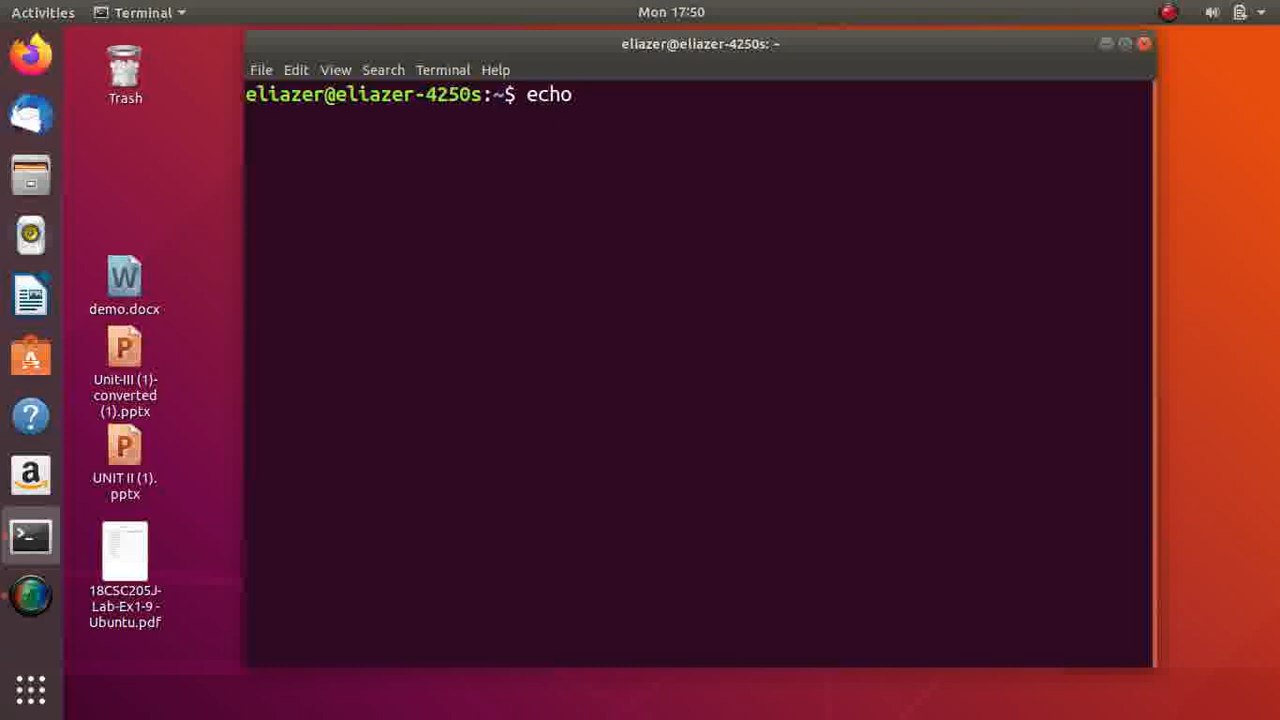 Activities
Terminal
Mon 17:50
eliazer@eliazer-4250s: ~
File Edit View Search Terminal Help
eliazer@eliazer-4250s:~$ echo
Trash
demo.docx
Unit-III (1)-
converted
(1).pptx
UNIT II (1).
pptx
18CSC205J-
Lab-Ex1-9 -
Ubuntu.pdf